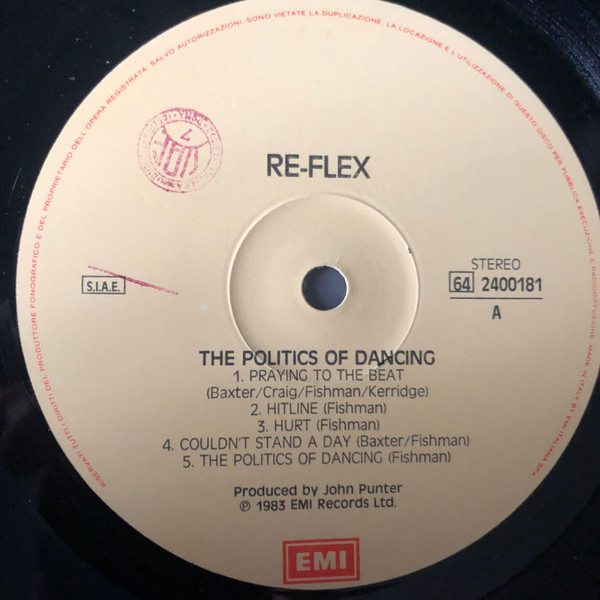 RISERVATI TUTTI I DIRITTI DEL PRODUTTORE FONOGRAFICO E DEL PROPRIETARIO DELL'OPERA REGISTRATA. SALVO AUTORIZZAZIONI, SONO VIETATE LA DUPLICAZIONE, LA LOCAZIONE E L'UTILIZZAZIONE DI QUESTO DISCO PER PUBBLICA ESECUZIONE E RADIODIFFUSIONE. MADE IN ITALY BY EMI ITALIANA SPA
RE-FLEX
S.I.A.E.
STEREO
64 2400181
A
THE POLITICS OF DANCING
1. PRAYING TO THE BEAT
(Baxter/Craig/Fishman/Kerridge)
2. HITLINE (Fishman)
3. HURT (Fishman)
4. COULDN'T STAND A DAY (Baxter/Fishman)
5. THE POLITICS OF DANCING (Fishman)
Produced by John Punter
℗ 1983 EMI Records Ltd.
EMI